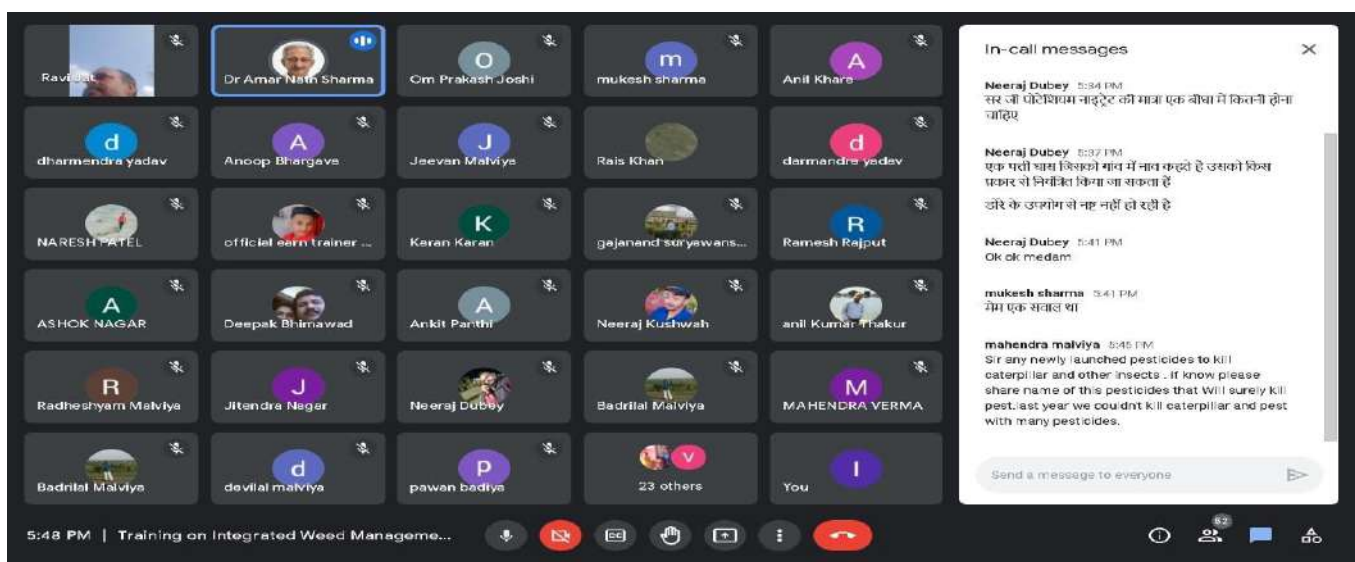 Ravi Jat
Dr Amar Nath Sharma
O
Om Prakash Joshi
m
mukesh sharma
A
Anil Khare
d
dharmendra yadav
A
Anoop Bhargava
J
Jeevan Malviya
Rais Khan
d
darmandra yadav
NARESH PATEL
official earn trainer ...
K
Karan Karan
gajanand suryawans...
R
Ramesh Rajput
A
ASHOK NAGAR
Deepak Bhimawad
A
Ankit Panthi
Neeraj Kushwah
anil Kumar Thakur
R
Radheshyam Malviya
J
Jitendra Nagar
Neeraj Dubey
Badrilal Malviya
M
MAHENDRA VERMA
Badrilal Malviya
d
devilal malviya
p
pawan badiya
V
23 others
I
You
In-call messages
Neeraj Dubey 5:34 PM
सर जी पोटेशियम नाइट्रेट की मात्रा एक बीघा में कितनी होना
चाहिए
Neeraj Dubey 5:37 PM
एक पत्ती घास जिसको गांव में नाव कहते है उसको किस
प्रकार से नियंत्रित किया जा सकता हैं
डोरे के उपयोग से नष्ट नहीं हो रही है
Neeraj Dubey 5:41 PM
Ok ok medam
mukesh sharma 5:41 PM
मेम एक सवाल था
mahendra malviya 5:45 PM
Sir any newly launched pesticides to kill
caterpillar and other insects . if know please
share name of this pesticides that Will surely kill
pest.last year we couldnt kill caterpillar and pest
with many pesticides.
Send a message to everyone
5:48 PM | Training on Integrated Weed Manageme...
CC
52